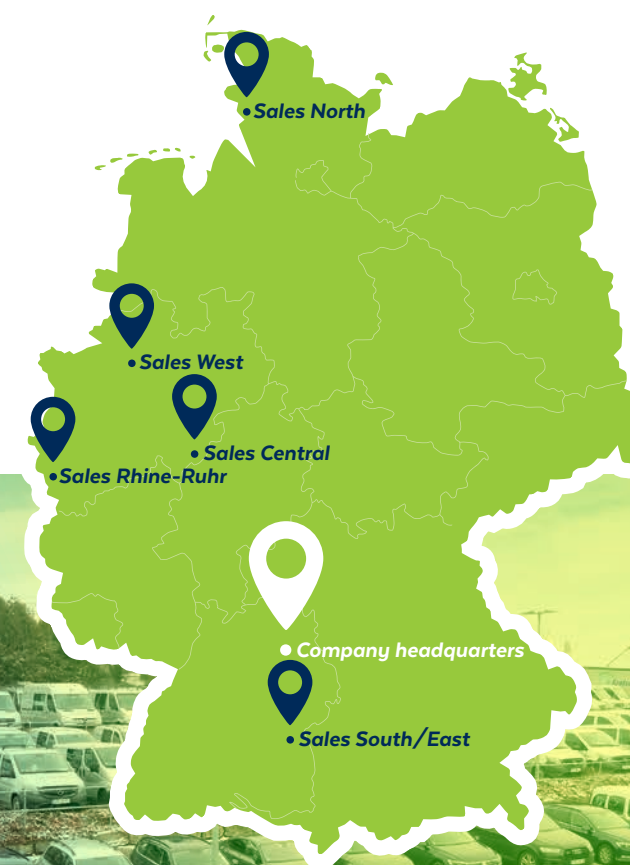 Sales North
Sales West
Sales Central
Sales Rhine-Ruhr
Company headquarters
Sales South/East